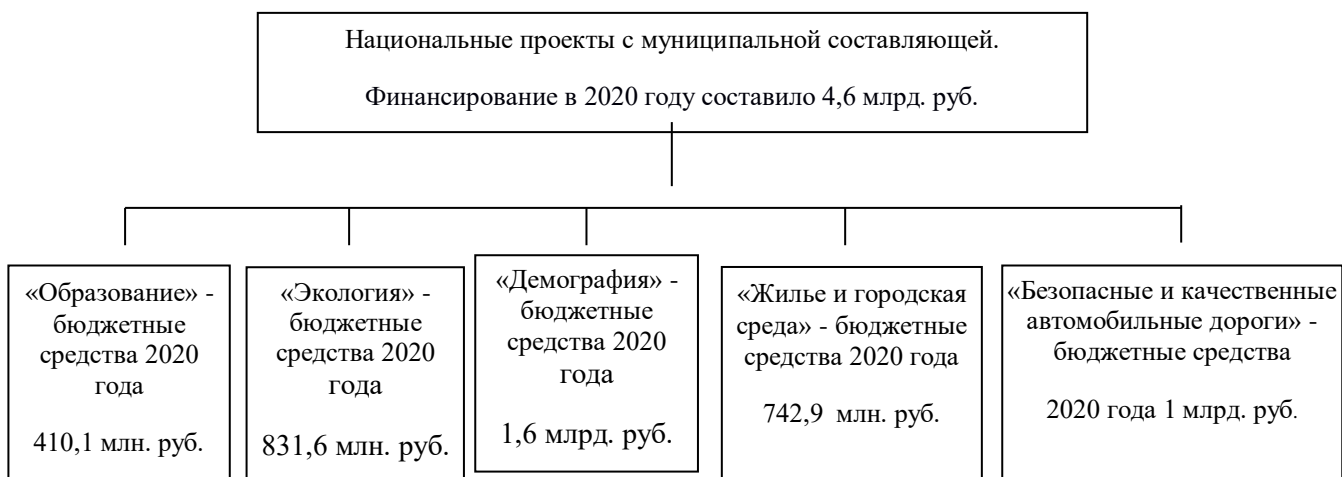 Национальные проекты с муниципальной составляющей.
Финансирование в 2020 году составило 4,6 млрд. руб.
«Образование» -
бюджетные
средства 2020
года
410,1 млн. руб.
«Экология» -
бюджетные
средства 2020
года
831,6 млн. руб.
«Демография» -
бюджетные
средства 2020
года
1,6 млрд. руб.
«Жилье и городская
среда» - бюджетные
средства 2020 года
742,9 млн. руб.
«Безопасные и качественные
автомобильные дороги» -
бюджетные средства
2020 года 1 млрд. руб.